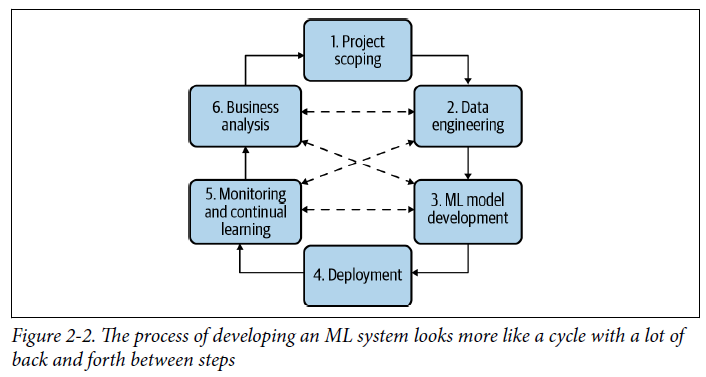 1. Project
scoping
6. Business
analysis
2. Data
engineering
5. Monitoring
and continual
learning
3. ML model
development
4. Deployment
Figure 2-2. The process of developing an ML system looks more like a cycle with a lot of
back and forth between steps